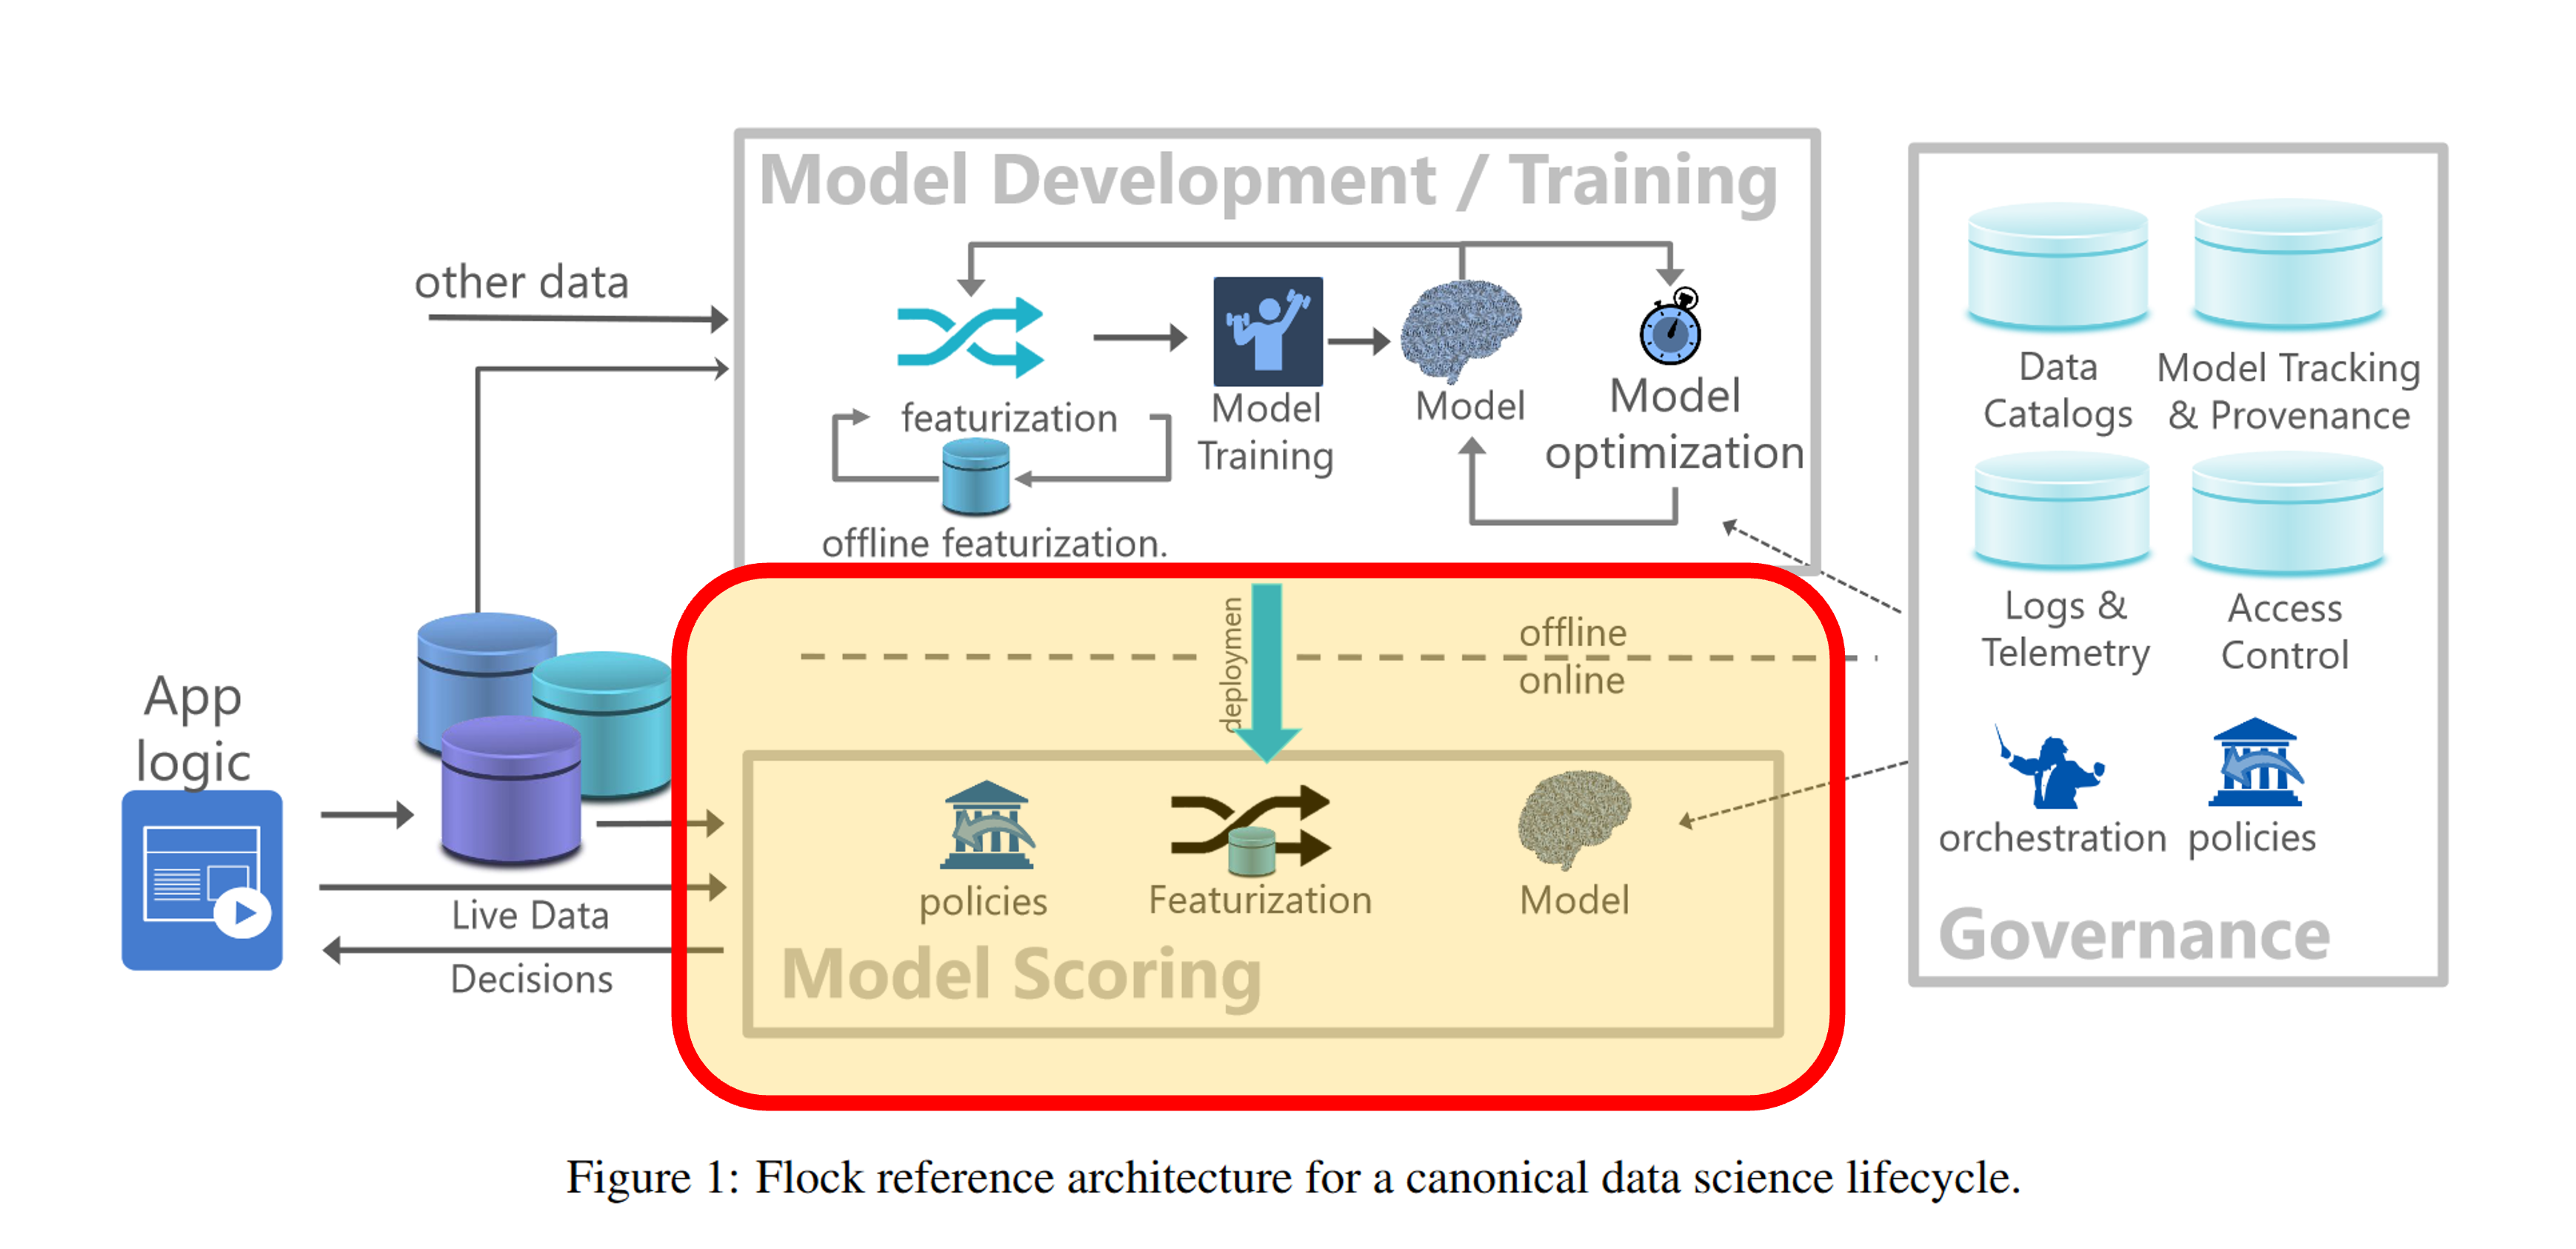 Model Development / Training
other data
featurization
Model
Training
Model
Model
optimization
offline featurization.
deploymen
offline
online
App
logic
Live Data
Decisions
policies
Featurization
Model
Model Scoring
Data
Catalogs
Model Tracking
& Provenance
Logs &
Telemetry
Access
Control
orchestration
policies
Governance
Figure 1: Flock reference architecture for a canonical data science lifecycle.